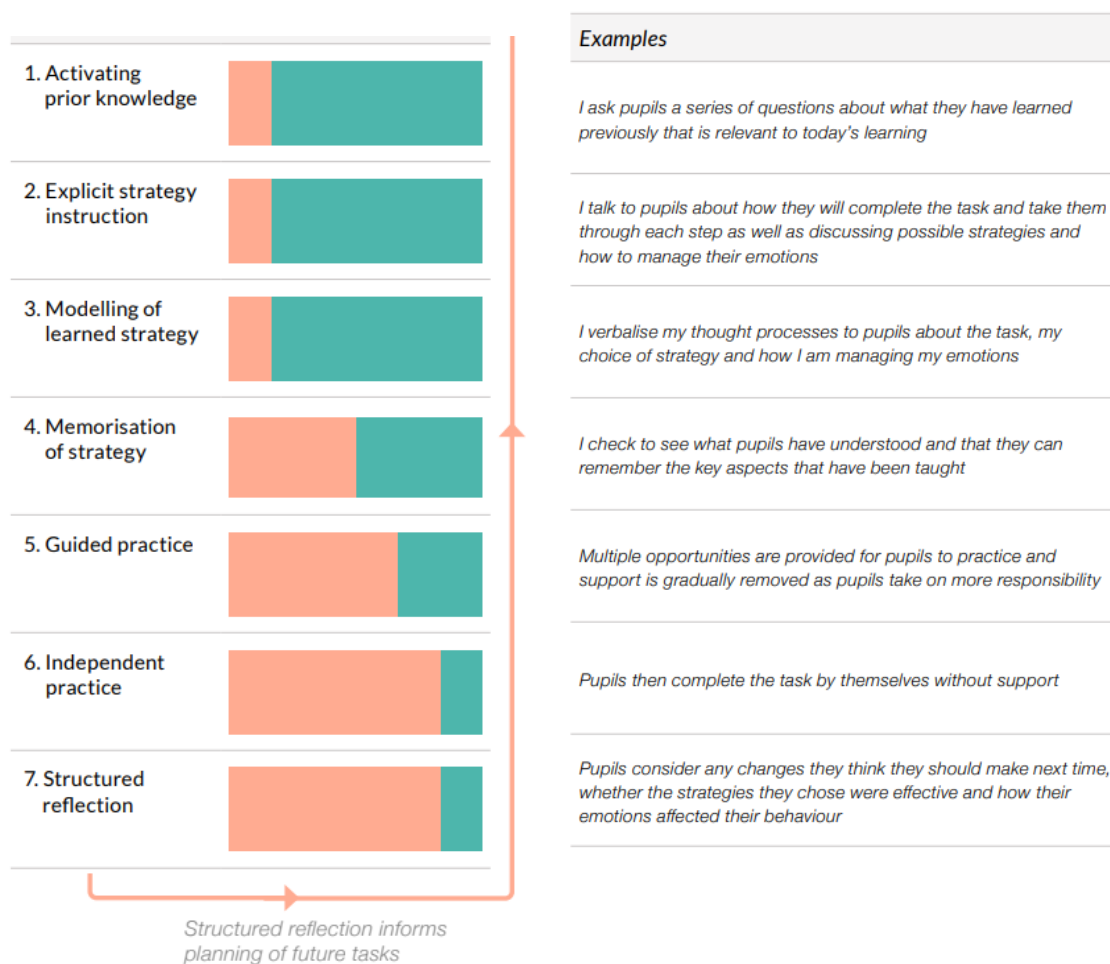 Examples
1. Activating
prior knowledge
I ask pupils a series of questions about what they have learned
previously that is relevant to today's learning
2. Explicit strategy
instruction
I talk to pupils about how they will complete the task and take them
through each step as well as discussing possible strategies and
how to manage their emotions
3. Modelling of
learned strategy
I verbalise my thought processes to pupils about the task, my
choice of strategy and how I am managing my emotions
4. Memorisation
of strategy
I check to see what pupils have understood and that they can
remember the key aspects that have been taught
5. Guided practice
Multiple opportunities are provided for pupils to practice and
support is gradually removed as pupils take on more responsibility
6. Independent
practice
Pupils then complete the task by themselves without support
7. Structured
reflection
Pupils consider any changes they think they should make next time,
whether the strategies they chose were effective and how their
emotions affected their behaviour
Structured reflection informs
planning of future tasks